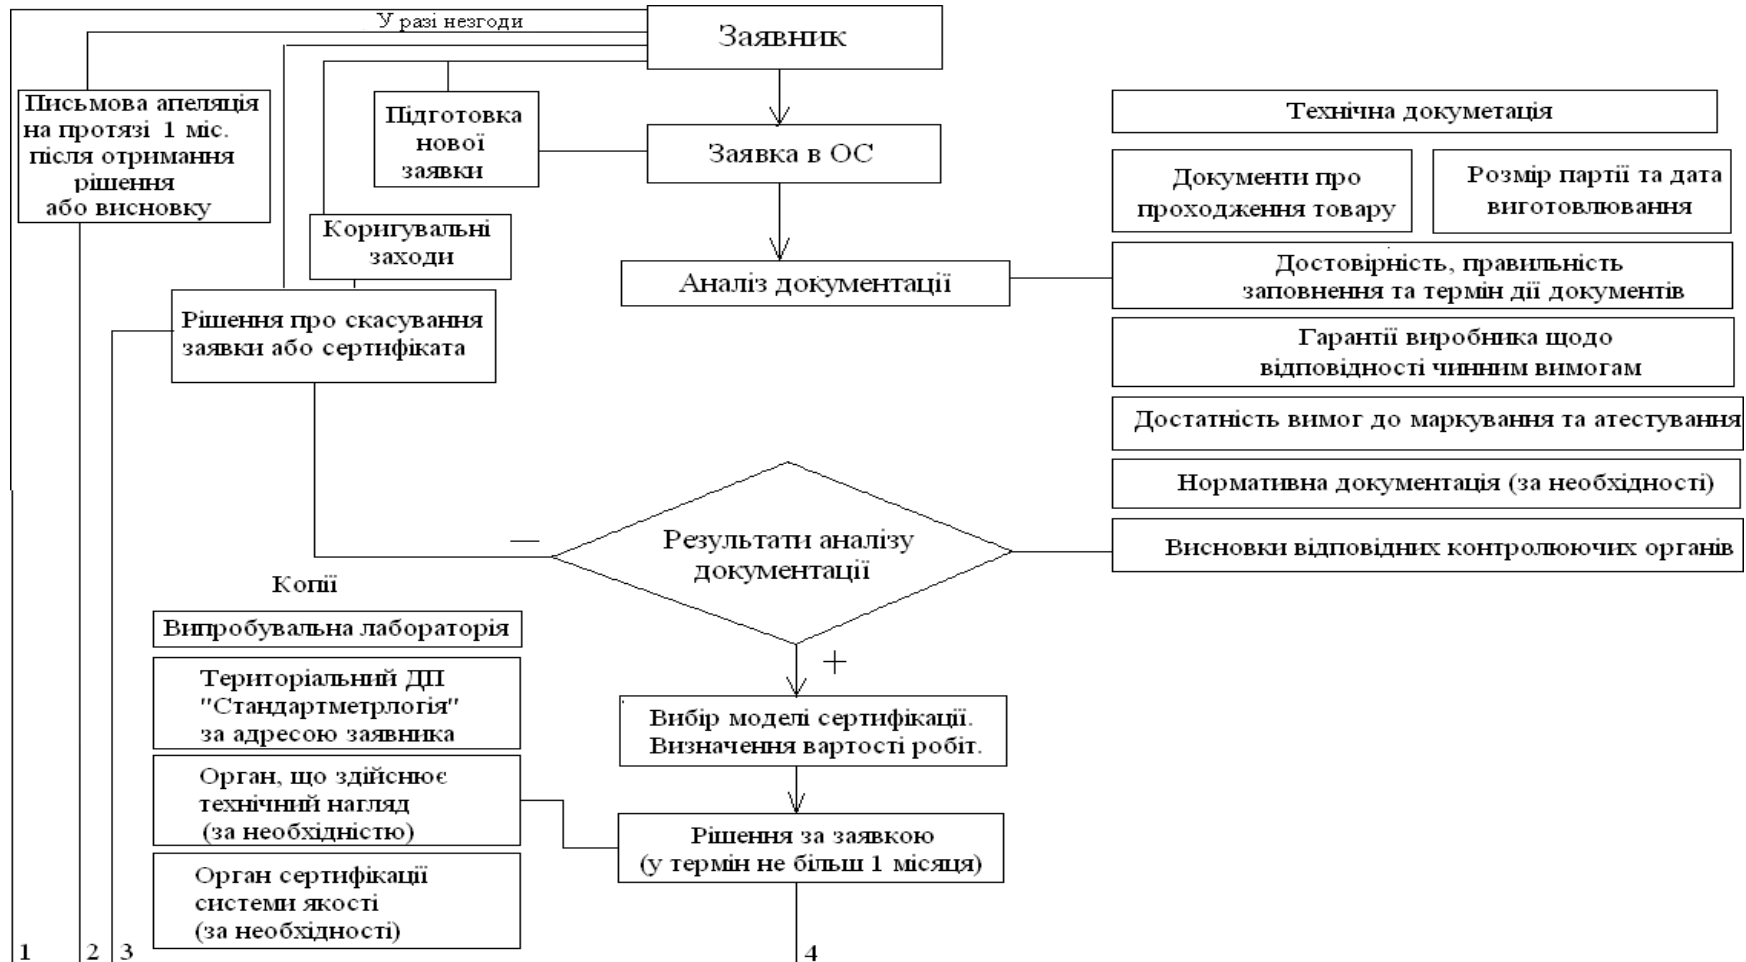 У разі незгоди
Заявник
Письмова апеляція
на протязі 1 міс.
після отримання
рішення
або висновку
Підготовка
нової
заявки
Заявка в ОС
Коригувальні
заходи
Аналіз документації
Рішення про скасування
заявки або сертифіката
Технічна докуметація
Документи про
проходження товару
Розмір партії та дата
виготовлювання
Достовірність, правильність
заповнення та термін дії документів
Гарантії виробника щодо
відповідності чинним вимогам
Достатність вимог до маркування та атестування
Нормативна документація (за необхідності)
Висновки відповідних контролюючих органів
—
Результати аналізу
документації
+
Копії
Випробувальна лабораторія
Територіальний ДП
"Стандартметрлогія"
за адресою заявника
Орган, що здійснює
технічний нагляд
(за необхідністю)
Орган сертифікації
системи якості
(за необхідності)
Вибір моделі сертифікації.
Визначення вартості робіт.
Рішення за заявкою
(у термін не більш 1 місяця)
1
2
3
4